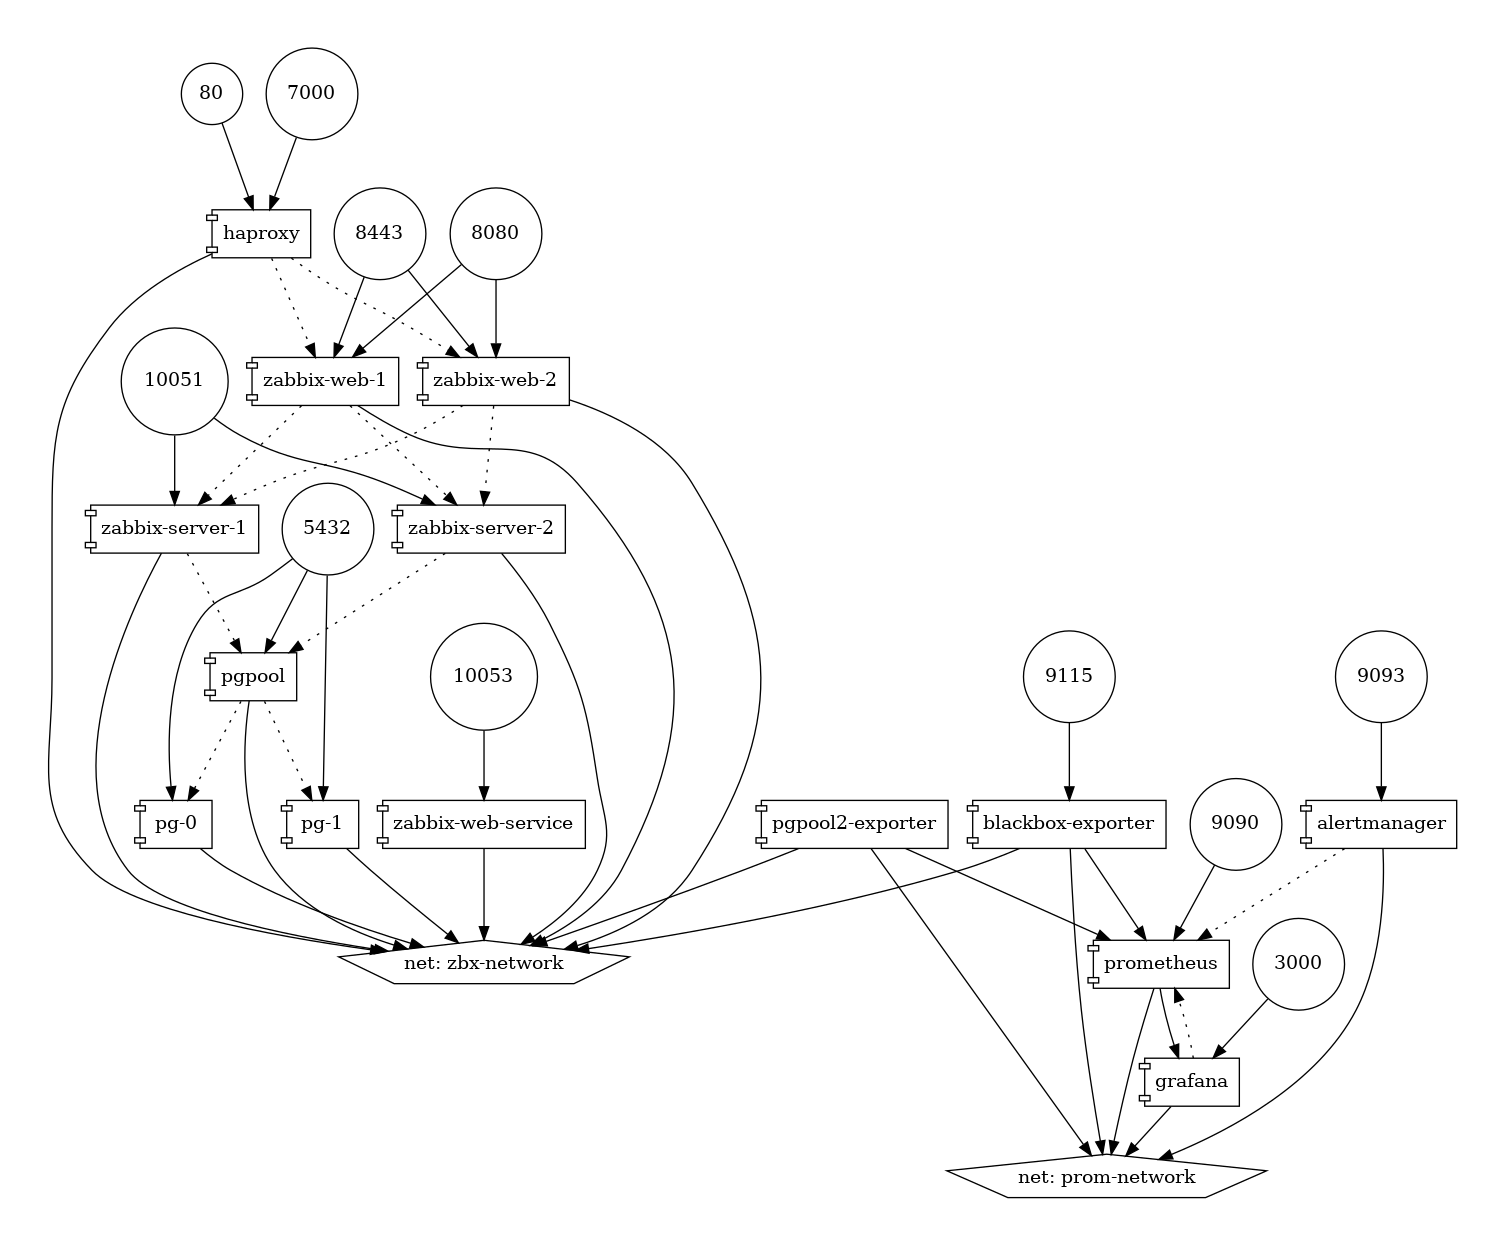 80
7000
haproxy
8443
8080
10051
zabbix-web-1
zabbix-web-2
zabbix-server-1
5432
zabbix-server-2
pgpool
10053
9115
9093
pg-0
pg-1
zabbix-web-service
pgpool2-exporter
blackbox-exporter
9090
alertmanager
net: zbx-network
prometheus
3000
grafana
net: prom-network